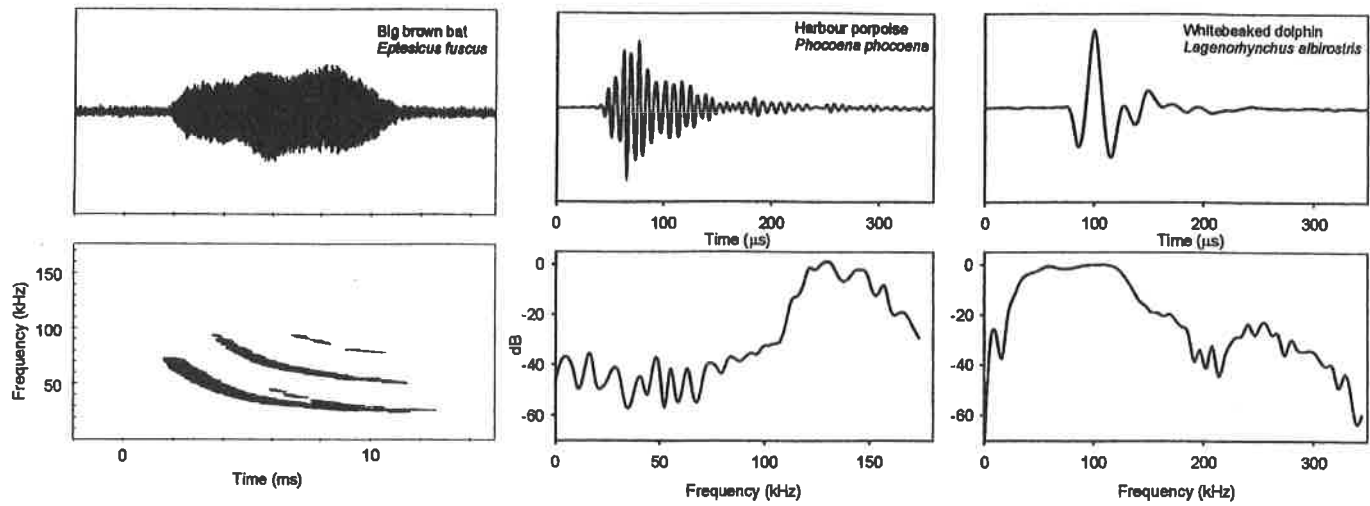 Big brown bat
Eptesicus fuscus
Harbour porpoise
Phocoena phocoena
Whitebeaked dolphin
Lagenorhynchus albirostris
0 100 200 300
Time (μs)
0 100 200 300
Time (μs)
150
100
50
Frequency (kHz)
0 10
Time (ms)
0
-20
-40
-60
dB
0 50 100 150
Frequency (kHz)
0
-20
-40
-60
0 100 200 300
Frequency (kHz)